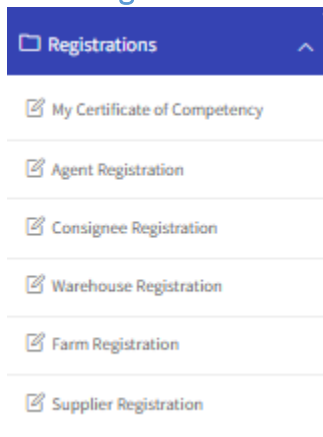 Registrations
My Certificate of Competency
Agent Registration
Consignee Registration
Warehouse Registration
Farm Registration
Supplier Registration